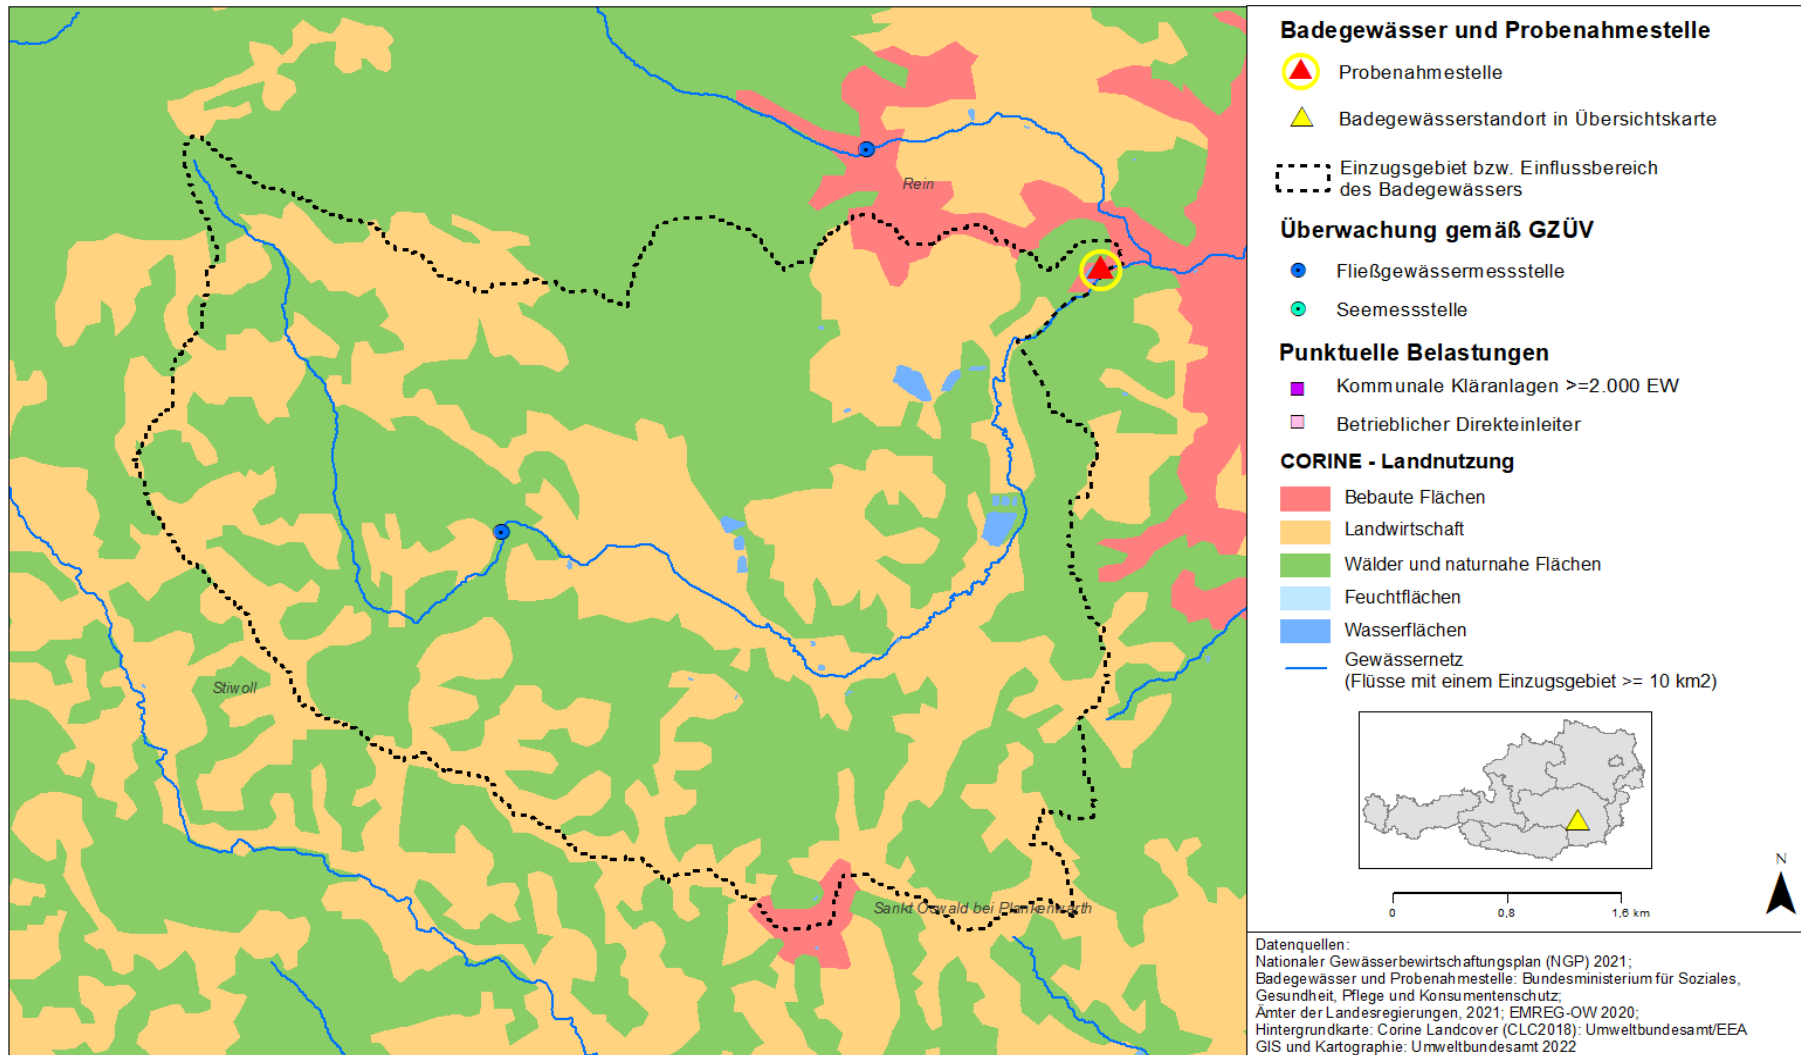 Rein
Stiwoll
Sankt Oswald bei Plankenwarth
Badegewässer und Probenahmestelle
Probenahmestelle
Badegewässerstandort in Übersichtskarte
Einzugsgebiet bzw. Einflussbereich
des Badegewässers
Überwachung gemäß GZÜV
Fließgewässermessstelle
Seemessstelle
Punktuelle Belastungen
Kommunale Kläranlagen >=2.000 EW
Betrieblicher Direkteinleiter
CORINE - Landnutzung
Bebaute Flächen
Landwirtschaft
Wälder und naturnahe Flächen
Feuchtflächen
Wasserflächen
Gewässernetz
(Flüsse mit einem Einzugsgebiet >= 10 km2)
N
0 0,8 1,6 km
Datenquellen:
Nationaler Gewässerbewirtschaftungsplan (NGP) 2021;
Badegewässer und Probenahmestelle: Bundesministerium für Soziales,
Gesundheit, Pflege und Konsumentenschutz;
Ämter der Landesregierungen, 2021; EMREG-OW 2020;
Hintergrundkarte: Corine Landcover (CLC2018): Umweltbundesamt/EEA
GIS und Kartographie: Umweltbundesamt 2022